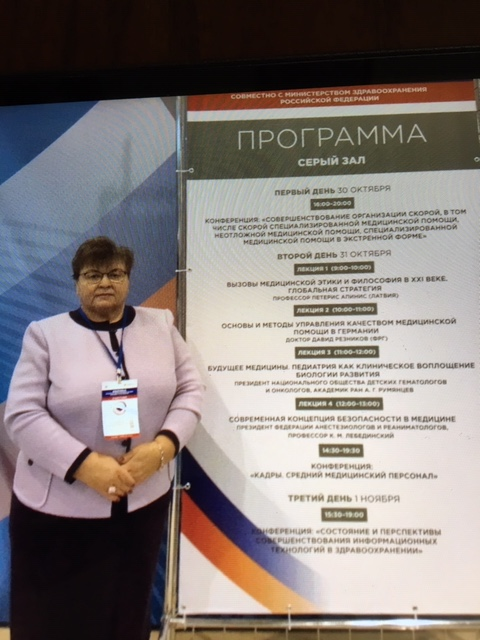 СОВМЕСТНО С МИНИСТЕРСТВОМ ЗДРАВООХРАНЕНИЯ
РОССИЙСКОЙ ФЕДЕРАЦИИ
ПРОГРАММА
СЕРЫЙ ЗАЛ
ПЕРВЫЙ ДЕНЬ 30 ОКТЯБРЯ
16:00-20:00
КОНФЕРЕНЦИЯ: «СОВЕРШЕНСТВОВАНИЕ ОРГАНИЗАЦИИ СКОРОЙ, В ТОМ
ЧИСЛЕ СКОРОЙ СПЕЦИАЛИЗИРОВАННОЙ МЕДИЦИНСКОЙ ПОМОЩИ,
НЕОТЛОЖНОЙ МЕДИЦИНСКОЙ ПОМОЩИ, СПЕЦИАЛИЗИРОВАННОЙ
МЕДИЦИНСКОЙ ПОМОЩИ В ЭКСТРЕННОЙ ФОРМЕ»
ВТОРОЙ ДЕНЬ 31 ОКТЯБРЯ
ЛЕКЦИЯ 1 (9:00-10:00)
ВЫЗОВЫ МЕДИЦИНСКОЙ ЭТИКИ И ФИЛОСОФИЯ В XXI ВЕКЕ.
ГЛОБАЛЬНАЯ СТРАТЕГИЯ
ПРОФЕССОР ПЕТЕРИС АПИНИС (ЛАТВИЯ)
ЛЕКЦИЯ 2 (10:00-11:00)
ОСНОВЫ И МЕТОДЫ УПРАВЛЕНИЯ КАЧЕСТВОМ МЕДИЦИНСКОЙ
ПОМОЩИ В ГЕРМАНИИ
ДОКТОР ДАВИД РЕЗНИКОВ (ФРГ)
ЛЕКЦИЯ 3 (11:00-12:00)
БУДУЩЕЕ МЕДИЦИНЫ. ПЕДИАТРИЯ КАК КЛИНИЧЕСКОЕ ВОПЛОЩЕНИЕ
БИОЛОГИИ РАЗВИТИЯ
ПРЕЗИДЕНТ НАЦИОНАЛЬНОГО ОБЩЕСТВА ДЕТСКИХ ГЕМАТОЛОГОВ
И ОНКОЛОГОВ, АКАДЕМИК РАН А. Г. РУМЯНЦЕВ
ЛЕКЦИЯ 4 (12:00-13:00)
СОВРЕМЕННАЯ КОНЦЕПЦИЯ БЕЗОПАСНОСТИ В МЕДИЦИНЕ
ПРЕЗИДЕНТ ФЕДЕРАЦИИ АНЕСТЕЗИОЛОГОВ И РЕАНИМАТОЛОГОВ,
ПРОФЕССОР К. М. ЛЕБЕДИНСКИЙ
14:30-19:30
КОНФЕРЕНЦИЯ:
«КАДРЫ. СРЕДНИЙ МЕДИЦИНСКИЙ ПЕРСОНАЛ»
ТРЕТИЙ ДЕНЬ 1 НОЯБРЯ
15:30-19:00
КОНФЕРЕНЦИЯ: «СОСТОЯНИЕ И ПЕРСПЕКТИВЫ
СОВЕРШЕНСТВОВАНИЯ ИНФОРМАЦИОННЫХ
ТЕХНОЛОГИЙ В ЗДРАВООХРАНЕНИИ»